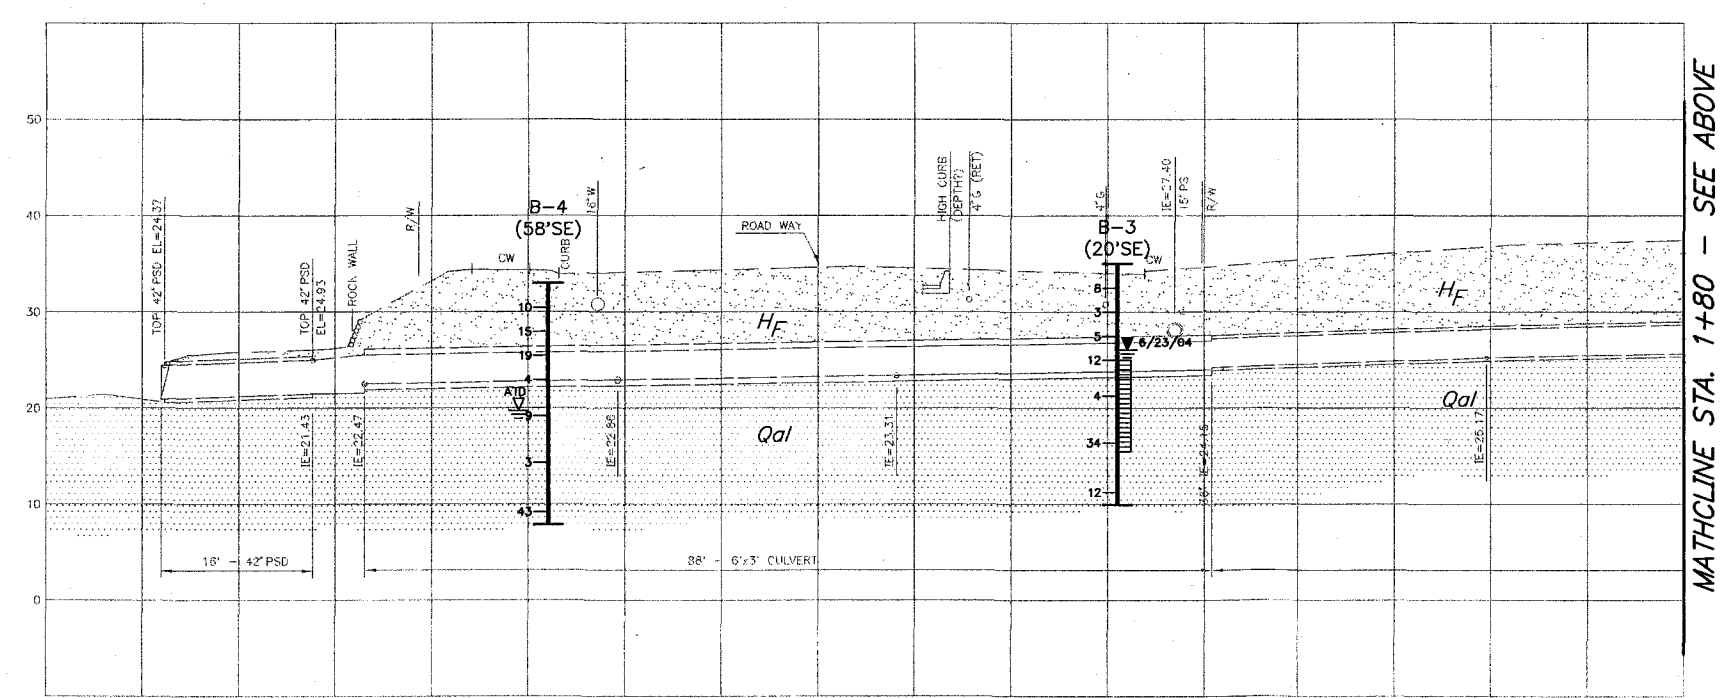 50
40
30
20
10
0
TOP 42" PSD EL=24.37
TOP 42" PSD
EL=24.93
ROCK WALL
R/W
CW
B-4
(58'SE)
CURB
16" W
ROAD WAY
HIGH CURB
(DEPTH?)
4" G (RET)
4" G
B-3
(20'SE)
CW
IE=27.40
15" PS
R/W
10
15
19
4
ATD
9
3
43
8
3
5
6/23/04
12
4
34
12
HF
HF
Qal
Qal
IE=21.43
IE=22.47
IE=22.86
IE=23.31
IE=24.15
IE=25.17
16' - 42" PSD
88' - 6'x3' CULVERT
MATHCLINE STA. 1+80 - SEE ABOVE